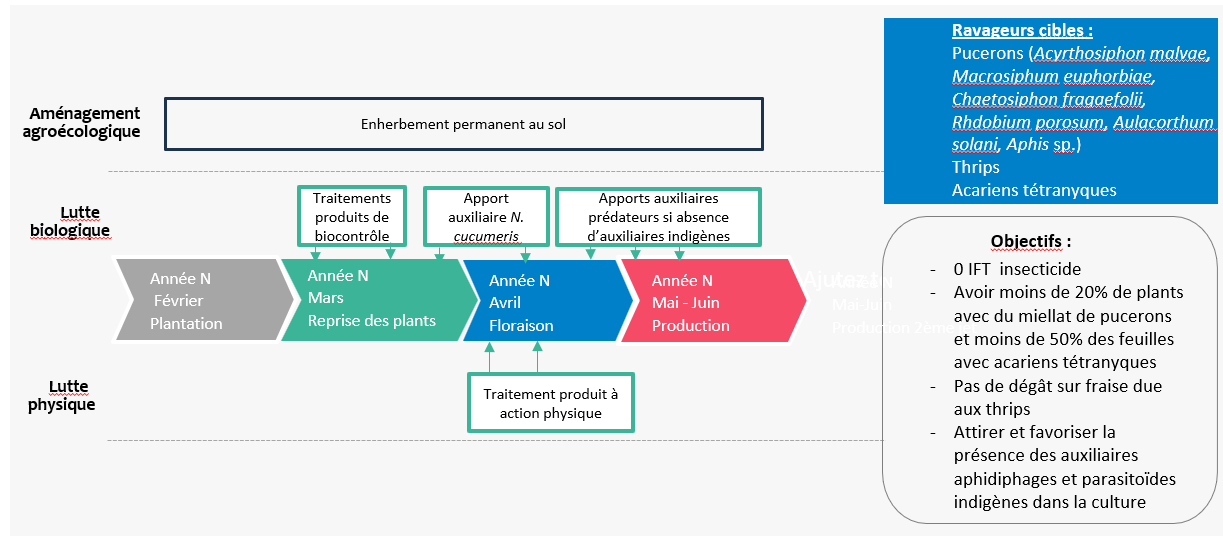 Ravageurs cibles :
Pucerons (Acyrthosiphon malvae,
Macrosiphum euphorbiae,
Chaetosiphon fragaefolii,
Rhdobium porosum, Aulacorthum
solani, Aphis sp.)
Thrips
Acariens tétranyques
Aménagement
agroécologique
Enherbement permanent au sol
Lutte
biologique
Traitements
produits de
biocontrôle
Apport
auxiliaire N.
cucumeris
Apports auxiliaires
prédateurs si absence
d'auxiliaires indigènes
Année N
Février
Plantation
Année N
Mars
Reprise des plants
Année N
Avril
Floraison
Année N
Mai - Juin
Production
Mai-Juin
Production 2ème
Lutte
physique
Traitement produit à
action physique
Objectifs :
- 0 IFT insecticide
- Avoir moins de 20% de plants
avec du miellat de pucerons
et moins de 50% des feuilles
avec acariens tétranyques
- Pas de dégât sur fraise due
aux thrips
- Attirer et favoriser la
présence des auxiliaires
aphidiphages et parasitoïdes
indigènes dans la culture